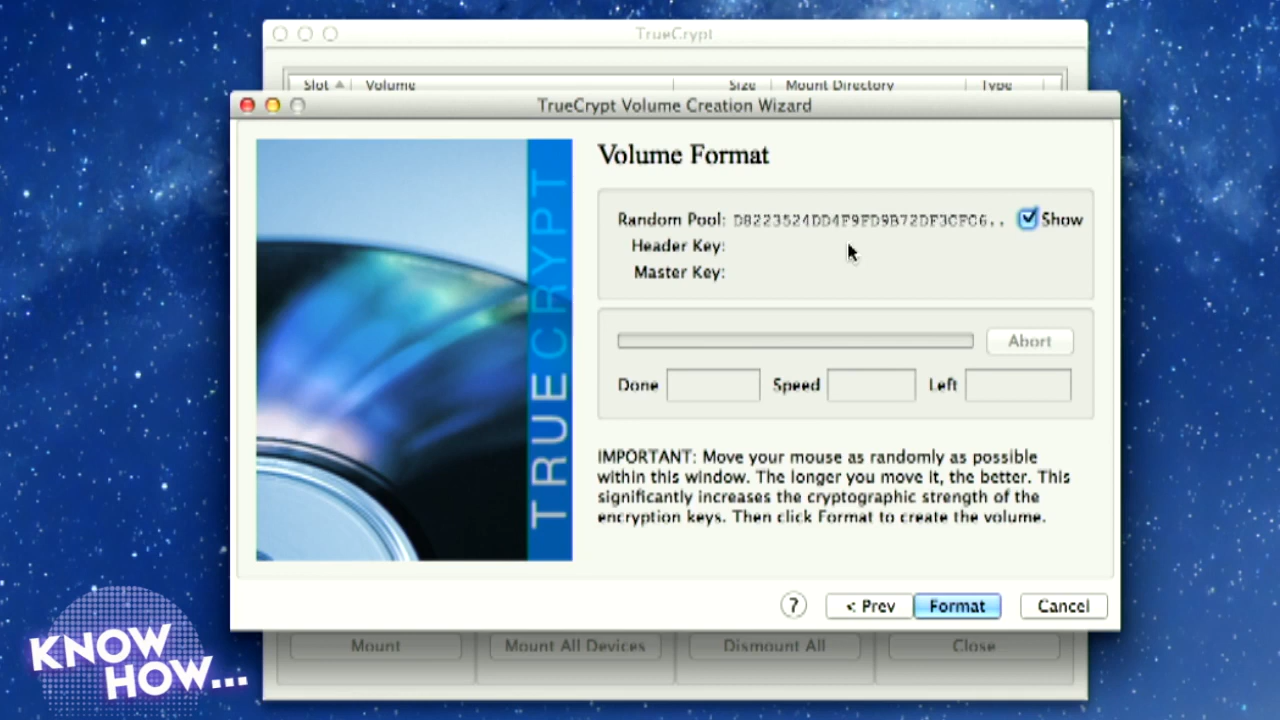 TrueCrypt
Slot Volume Size Mount Directory Type
TrueCrypt Volume Creation Wizard
TRUECRYPT
Volume Format
Random Pool: D8223524DD4F9FD9B72DF3CFC6.. Show
Header Key:
Master Key:
Abort
Done Speed Left
IMPORTANT: Move your mouse as randomly as possible
within this window. The longer you move it, the better. This
significantly increases the cryptographic strength of the
encryption keys. Then click Format to create the volume.
? < Prev Format Cancel
Mount Mount All Devices Dismount All Close
KNOW
HOW...